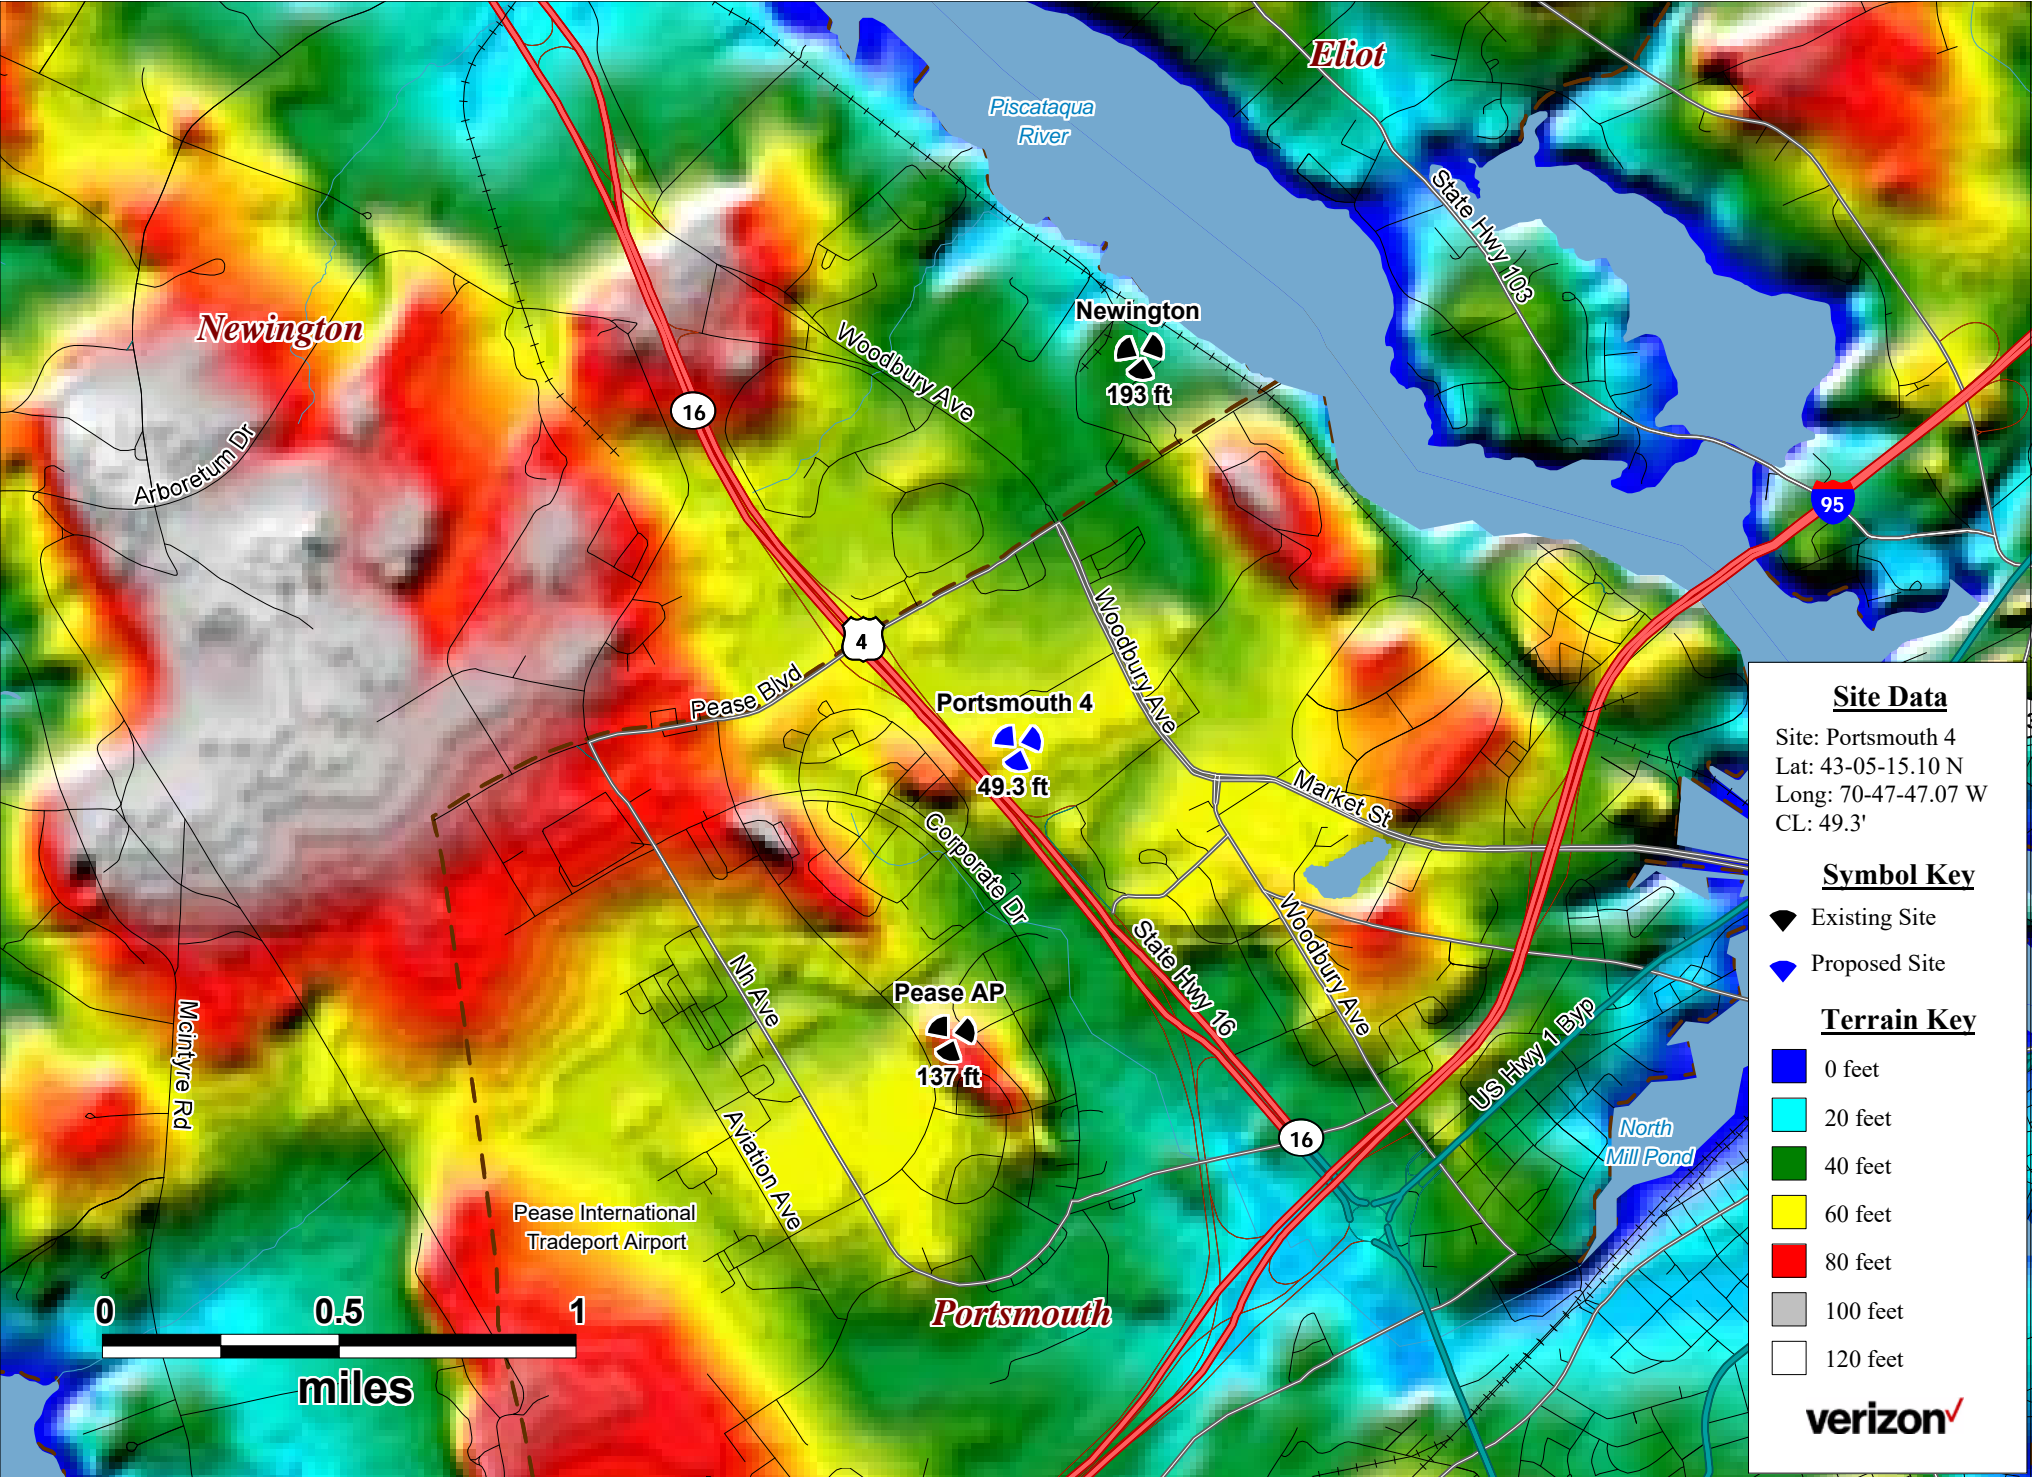 Eliot
Piscataqua
River
State Hwy 103
Newington
193 ft
Newington
Woodbury Ave
16
Arboretum Dr
95
4
Woodbury Ave
Pease Blvd
Portsmouth 4
49.3 ft
Market St
Corporate Dr
Woodbury Ave
State Hwy 16
Nh Ave
Pease AP
137 ft
Mcintyre Rd
US Hwy 1 Byp
Aviation Ave
16
North
Mill Pond
Pease International
Tradeport Airport
Portsmouth
0 0.5 1
miles
Site Data
Site: Portsmouth 4
Lat: 43-05-15.10 N
Long: 70-47-47.07 W
CL: 49.3'
Symbol Key
Existing Site
Proposed Site
Terrain Key
0 feet
20 feet
40 feet
60 feet
80 feet
100 feet
120 feet
verizon